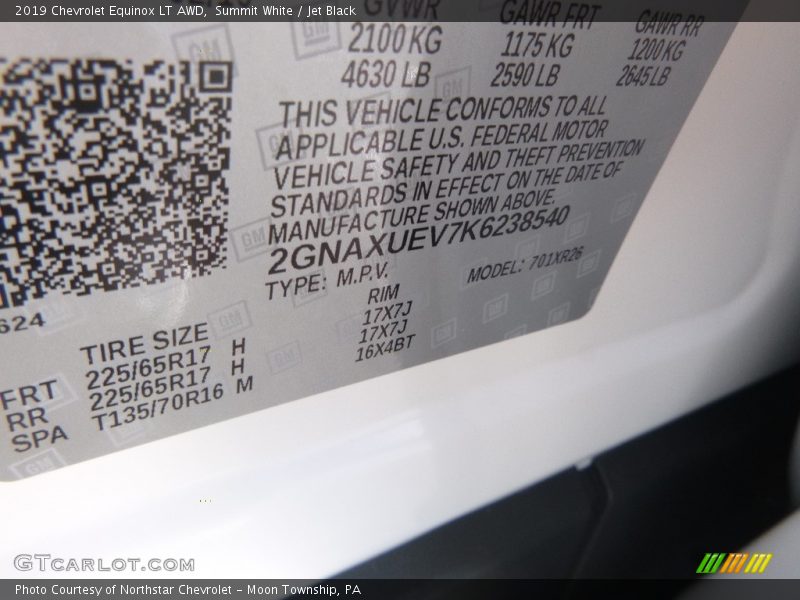 2019 Chevrolet Equinox LT AWD, Summit White / Jet Black
GVWR GAWR FRT GAWR RR
2100 KG 1175 KG 1200 KG
4630 LB 2590 LB 2645 LB
THIS VEHICLE CONFORMS TO ALL
APPLICABLE U.S. FEDERAL MOTOR
VEHICLE SAFETY AND THEFT PREVENTION
STANDARDS IN EFFECT ON THE DATE OF
MANUFACTURE SHOWN ABOVE.
2GNAXUEV7K6238540
TYPE: M.P.V. MODEL: 701XR26
624
TIRE SIZE RIM
FRT 225/65R17 H 17X7J
RR 225/65R17 H 17X7J
SPA T135/70R16 M 16X4BT
GTCARLOT.COM
Photo Courtesy of Northstar Chevrolet - Moon Township, PA